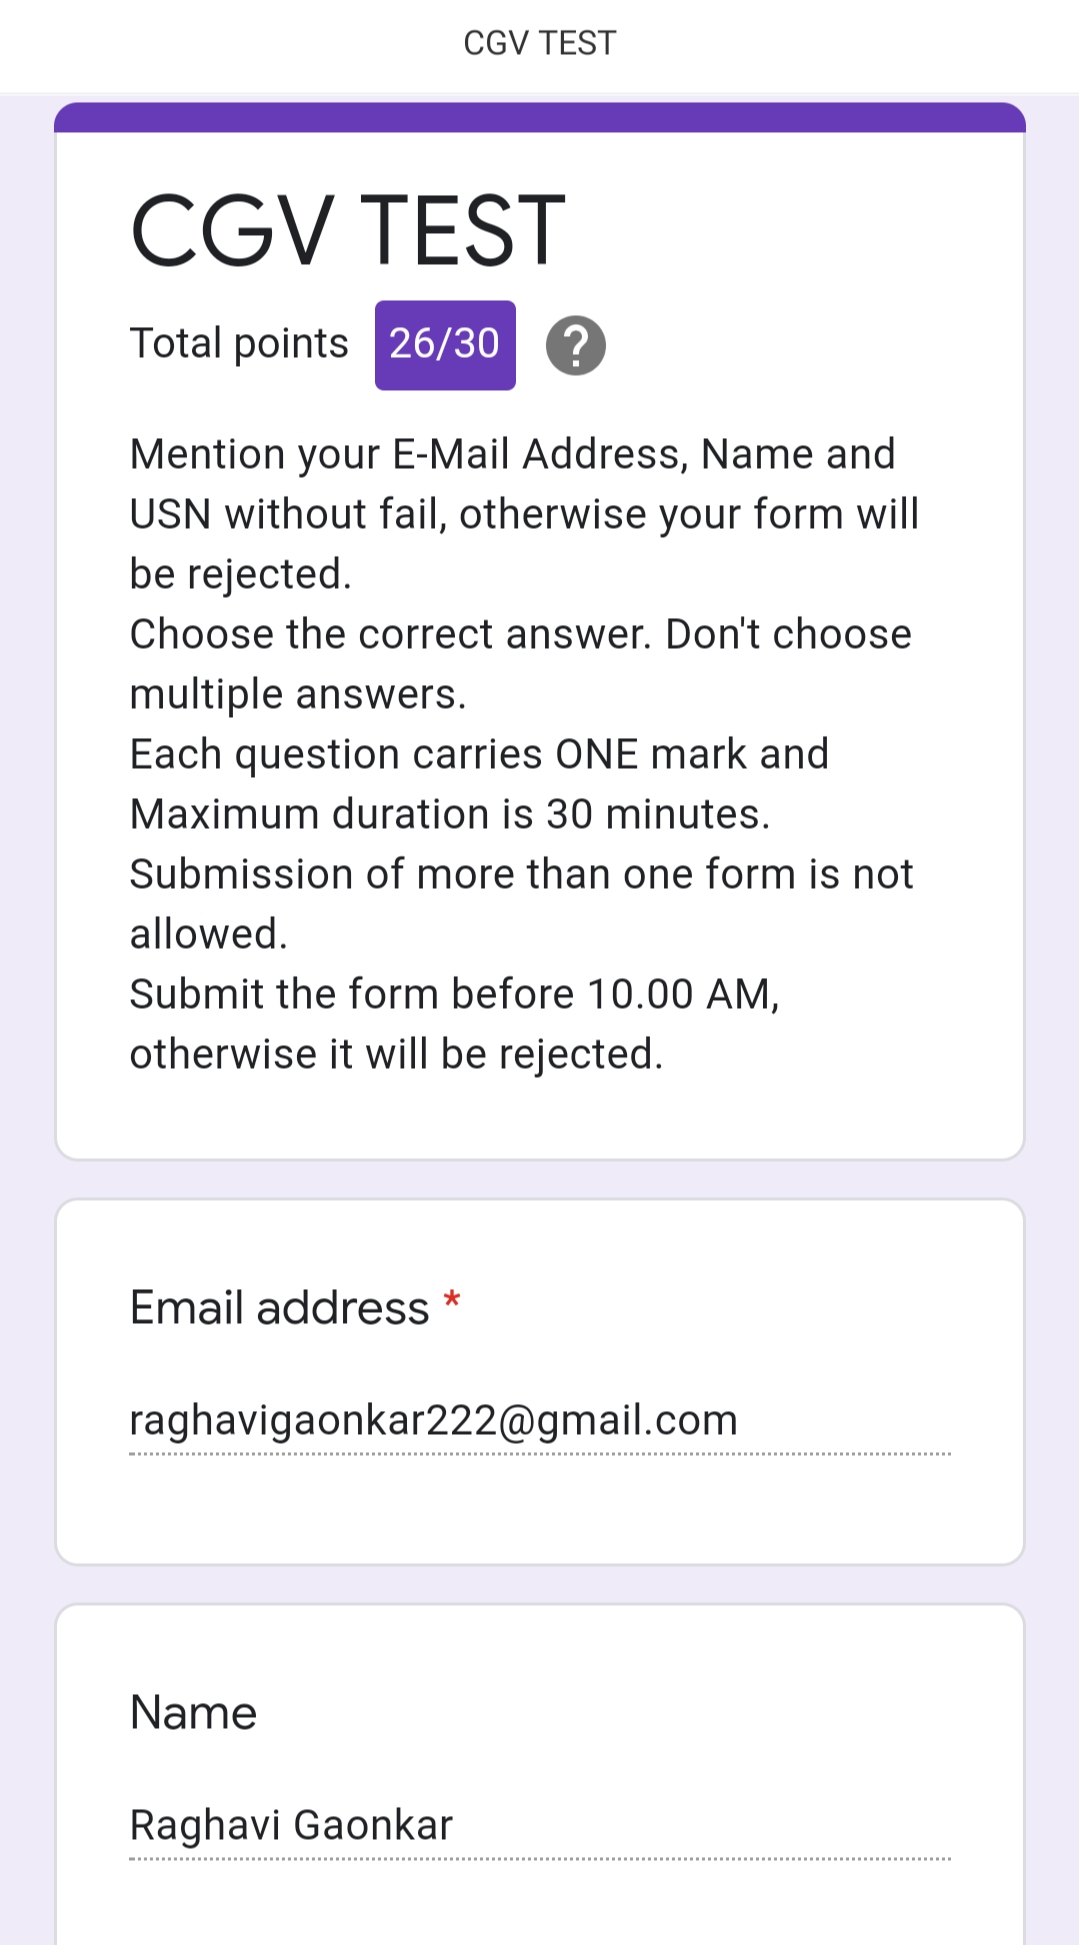 CGV TEST
CGV TEST
Total points 26/30 ?
Mention your E-Mail Address, Name and
USN without fail, otherwise your form will
be rejected.
Choose the correct answer. Don't choose
multiple answers.
Each question carries ONE mark and
Maximum duration is 30 minutes.
Submission of more than one form is not
allowed.
Submit the form before 10.00 AM,
otherwise it will be rejected.
Email address *
raghavigaonkar222@gmail.com
Name
Raghavi Gaonkar